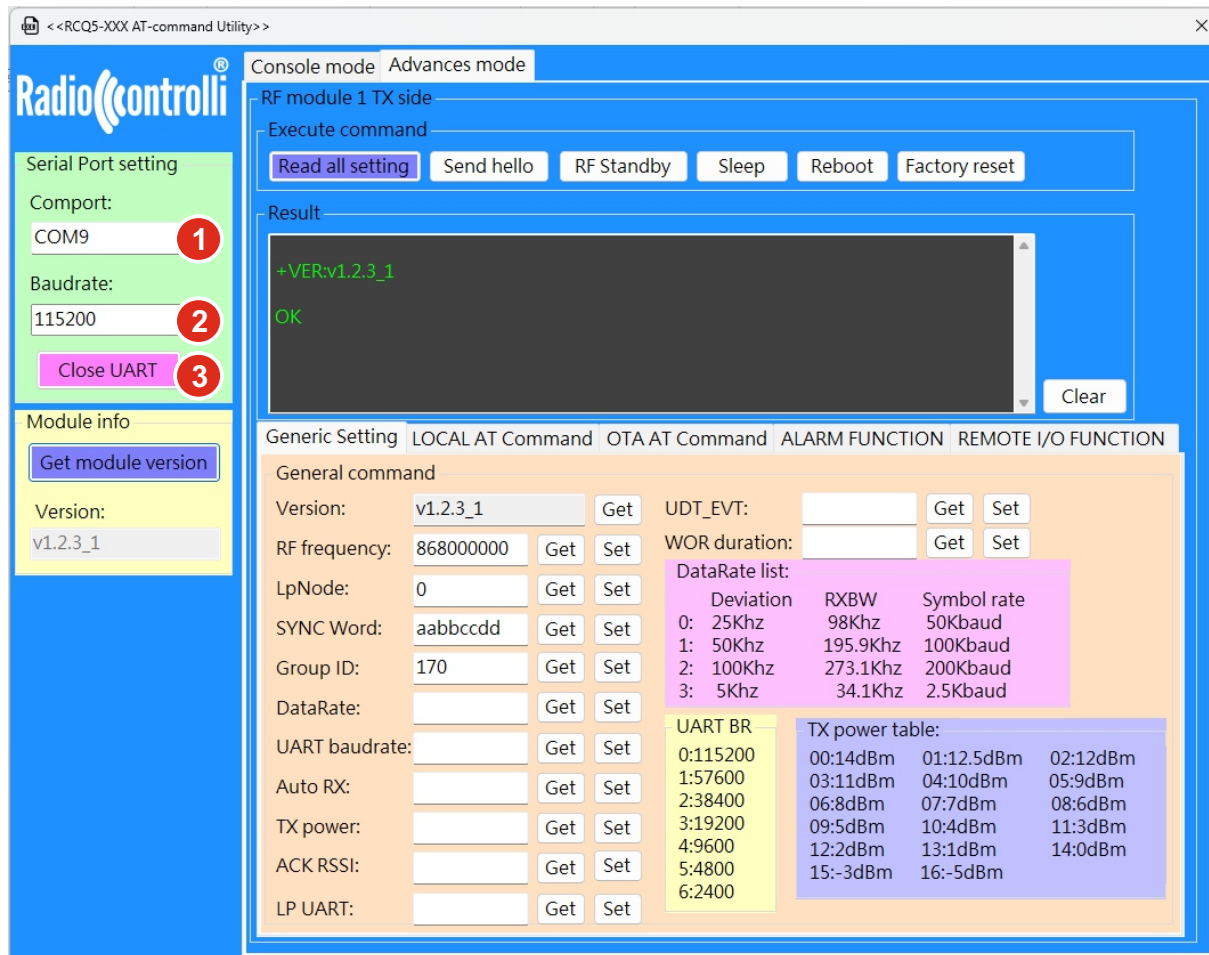 <<RCQ5-XXX AT-command Utility>>
Radiocontrolli®
Serial Port setting
Comport:
COM9
1
Baudrate:
115200
2
Close UART
3
Module info
Get module version
Version:
v1.2.3_1
Console mode Advances mode
RF module 1 TX side
Execute command
Read all setting Send hello RF Standby Sleep Reboot Factory reset
Result
+VER:v1.2.3_1
OK
Clear
Generic Setting LOCAL AT Command OTA AT Command ALARM FUNCTION REMOTE I/O FUNCTION
General command
Version: v1.2.3_1 Get
RF frequency: 868000000 Get Set
LpNode: 0 Get Set
SYNC Word: aabbccdd Get Set
Group ID: 170 Get Set
DataRate: Get Set
UART baudrate: Get Set
Auto RX: Get Set
TX power: Get Set
ACK RSSI: Get Set
LP UART: Get Set
UDT_EVT: Get Set
WOR duration: Get Set
DataRate list:
Deviation RXBW Symbol rate
0: 25Khz 98Khz 50Kbaud
1: 50Khz 195.9Khz 100Kbaud
2: 100Khz 273.1Khz 200Kbaud
3: 5Khz 34.1Khz 2.5Kbaud
UART BR
0:115200
1:57600
2:38400
3:19200
4:9600
5:4800
6:2400
TX power table:
00:14dBm 01:12.5dBm 02:12dBm
03:11dBm 04:10dBm 05:9dBm
06:8dBm 07:7dBm 08:6dBm
09:5dBm 10:4dBm 11:3dBm
12:2dBm 13:1dBm 14:0dBm
15:-3dBm 16:-5dBm